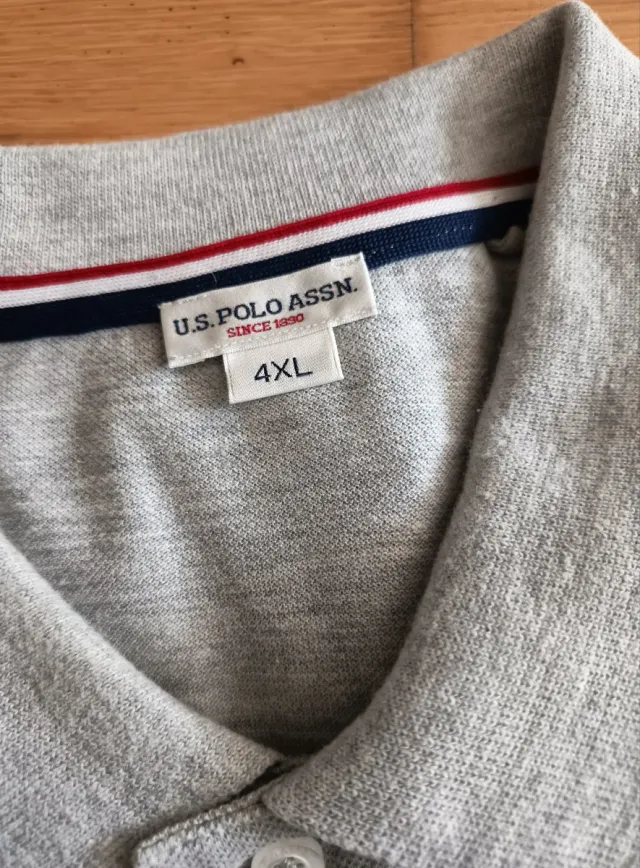 U.S. POLO ASSN.
SINCE 1890
4XL